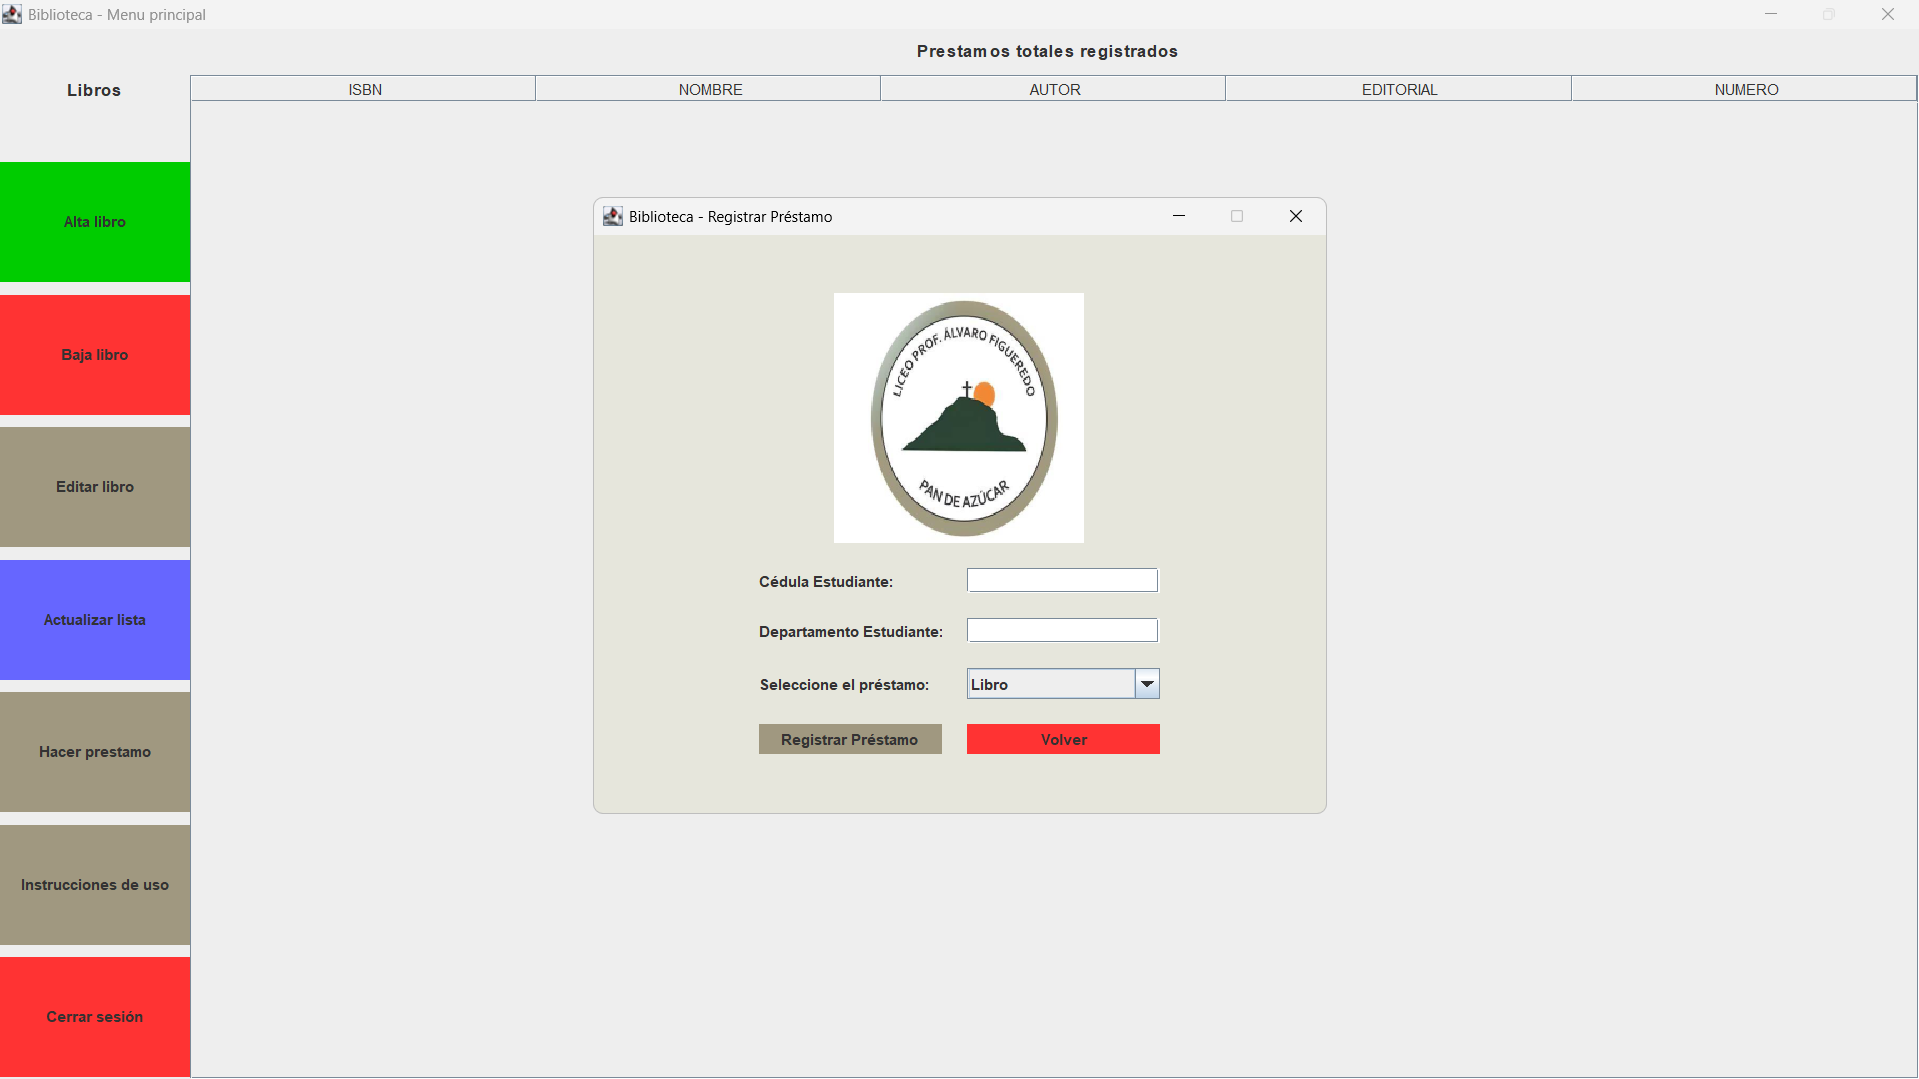 Biblioteca - Menu principal
Prestamos totales registrados
Libros
ISBN NOMBRE AUTOR EDITORIAL NUMERO
Alta libro
Baja libro
Editar libro
Actualizar lista
Hacer prestamo
Instrucciones de uso
Cerrar sesión
Biblioteca - Registrar Préstamo
LICEO PROF. ÁLVARO FIGUEREDO
PAN DE AZÚCAR
Cédula Estudiante:
Departamento Estudiante:
Seleccione el préstamo: Libro
Registrar Préstamo Volver